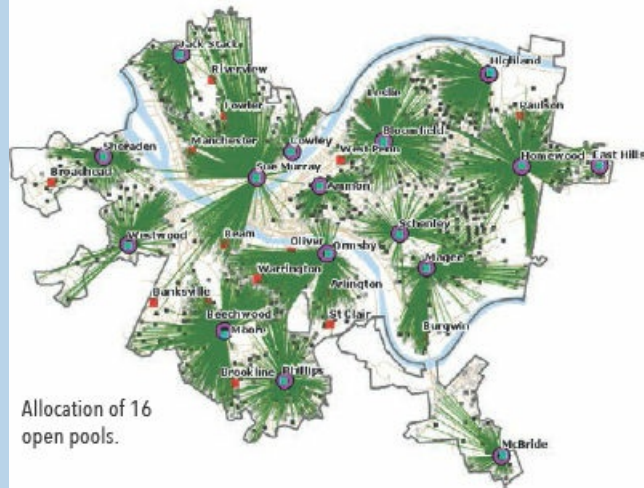 Jack Stack
Highland
Riverview
Leslie
Fowler
Paulson
Bloomfield
Manchester
Cowley
Sheraden
West Penn
Homewood
East Hills
Broadhead
Sue Murray
Ammon
Schenley
Westwood
Beam
Oliver
Ormsby
Magee
Warrington
Banksville
Arlington
Beechwood
St Clair
Moore
Burgwin
Brookline
Phillips
Allocation of 16
open pools.
McBride